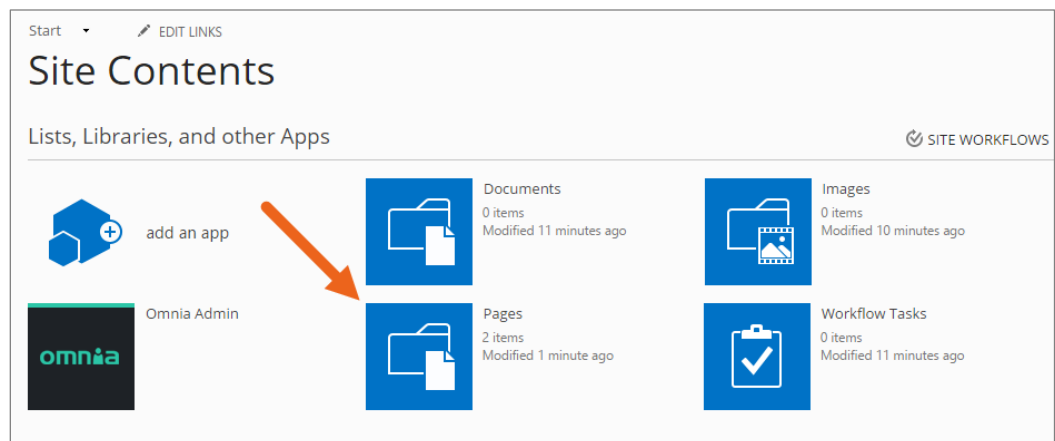 Start
EDIT LINKS
Site Contents
Lists, Libraries, and other Apps
SITE WORKFLOWS
add an app
Documents
0 items
Modified 11 minutes ago
Images
0 items
Modified 10 minutes ago
omnia
Omnia Admin
Pages
2 items
Modified 1 minute ago
Workflow Tasks
0 items
Modified 11 minutes ago